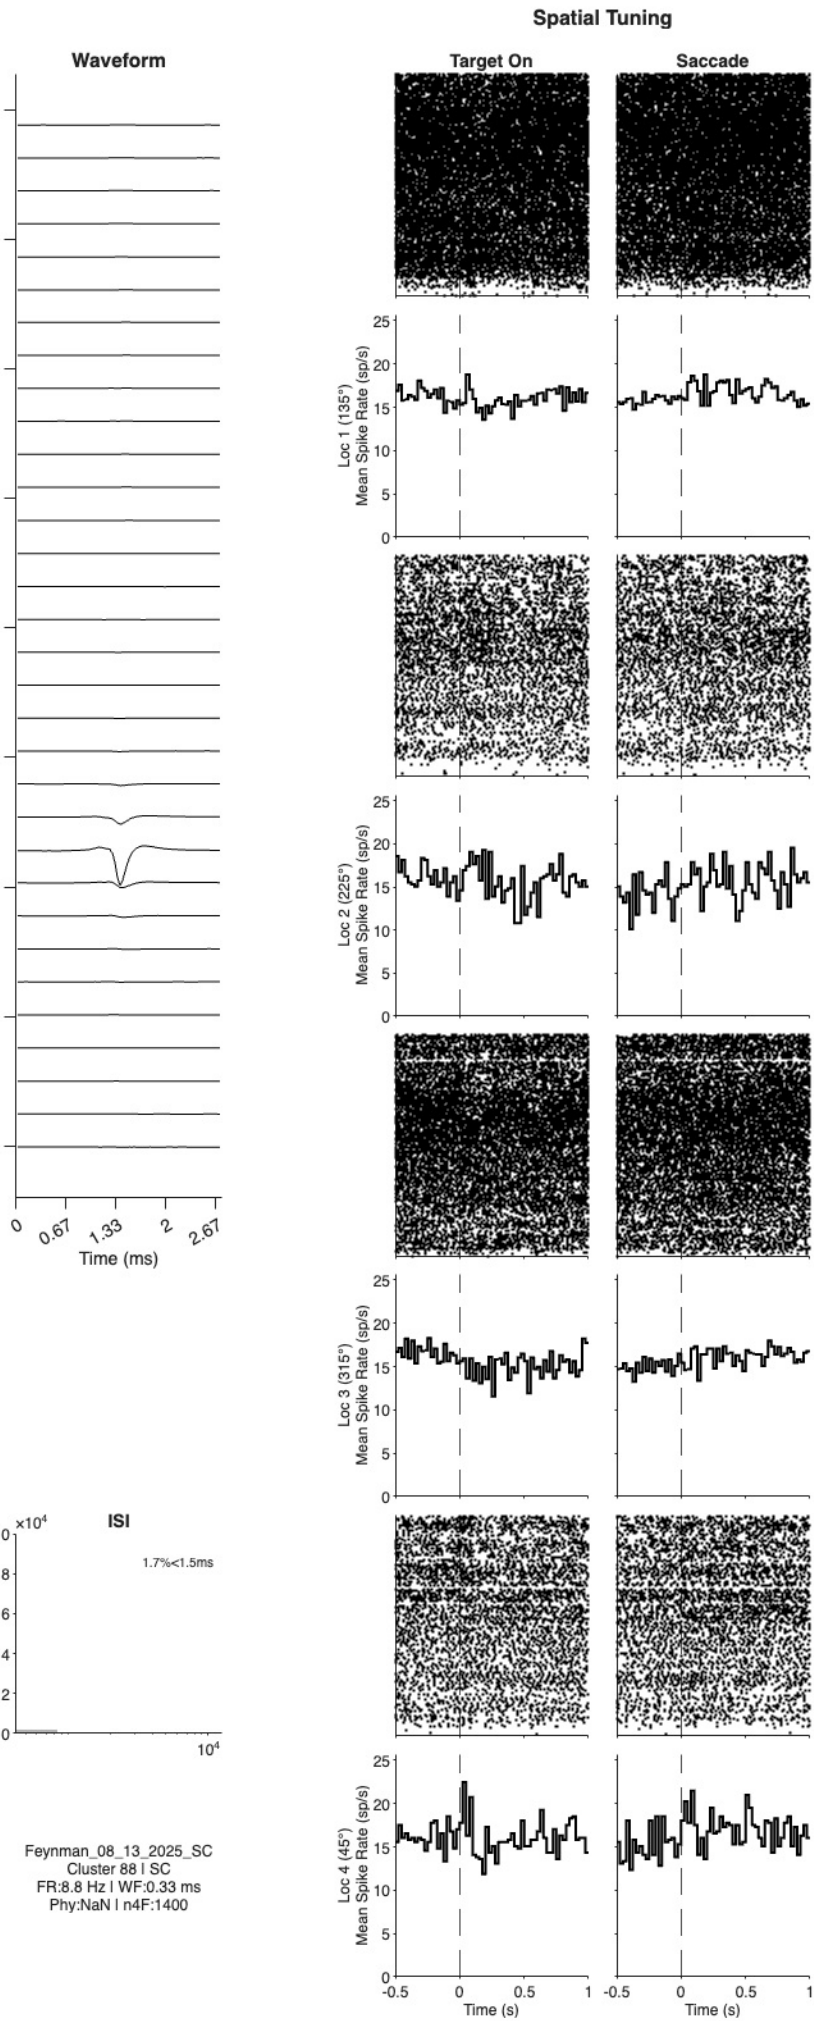 Spatial Tuning
Waveform
Target On
Saccade
25
20
15
10
5
0
Loc 1 (135°)
Mean Spike Rate (sp/s)
25
20
15
10
5
0
Loc 2 (225°)
Mean Spike Rate (sp/s)
0
0.67
1.33
2
2.67
Time (ms)
25
20
15
10
5
0
Loc 3 (315°)
Mean Spike Rate (sp/s)
×10⁴
ISI
0
1.7%<1.5ms
8
6
4
2
0
10⁴
25
20
15
10
5
0
Loc 4 (45°)
Mean Spike Rate (sp/s)
Feynman_08_13_2025_SC
Cluster 88 | SC
FR:8.8 Hz | WF:0.33 ms
Phy:NaN | n4F:1400
-0.5 0 0.5 1
Time (s)
-0.5 0 0.5 1
Time (s)